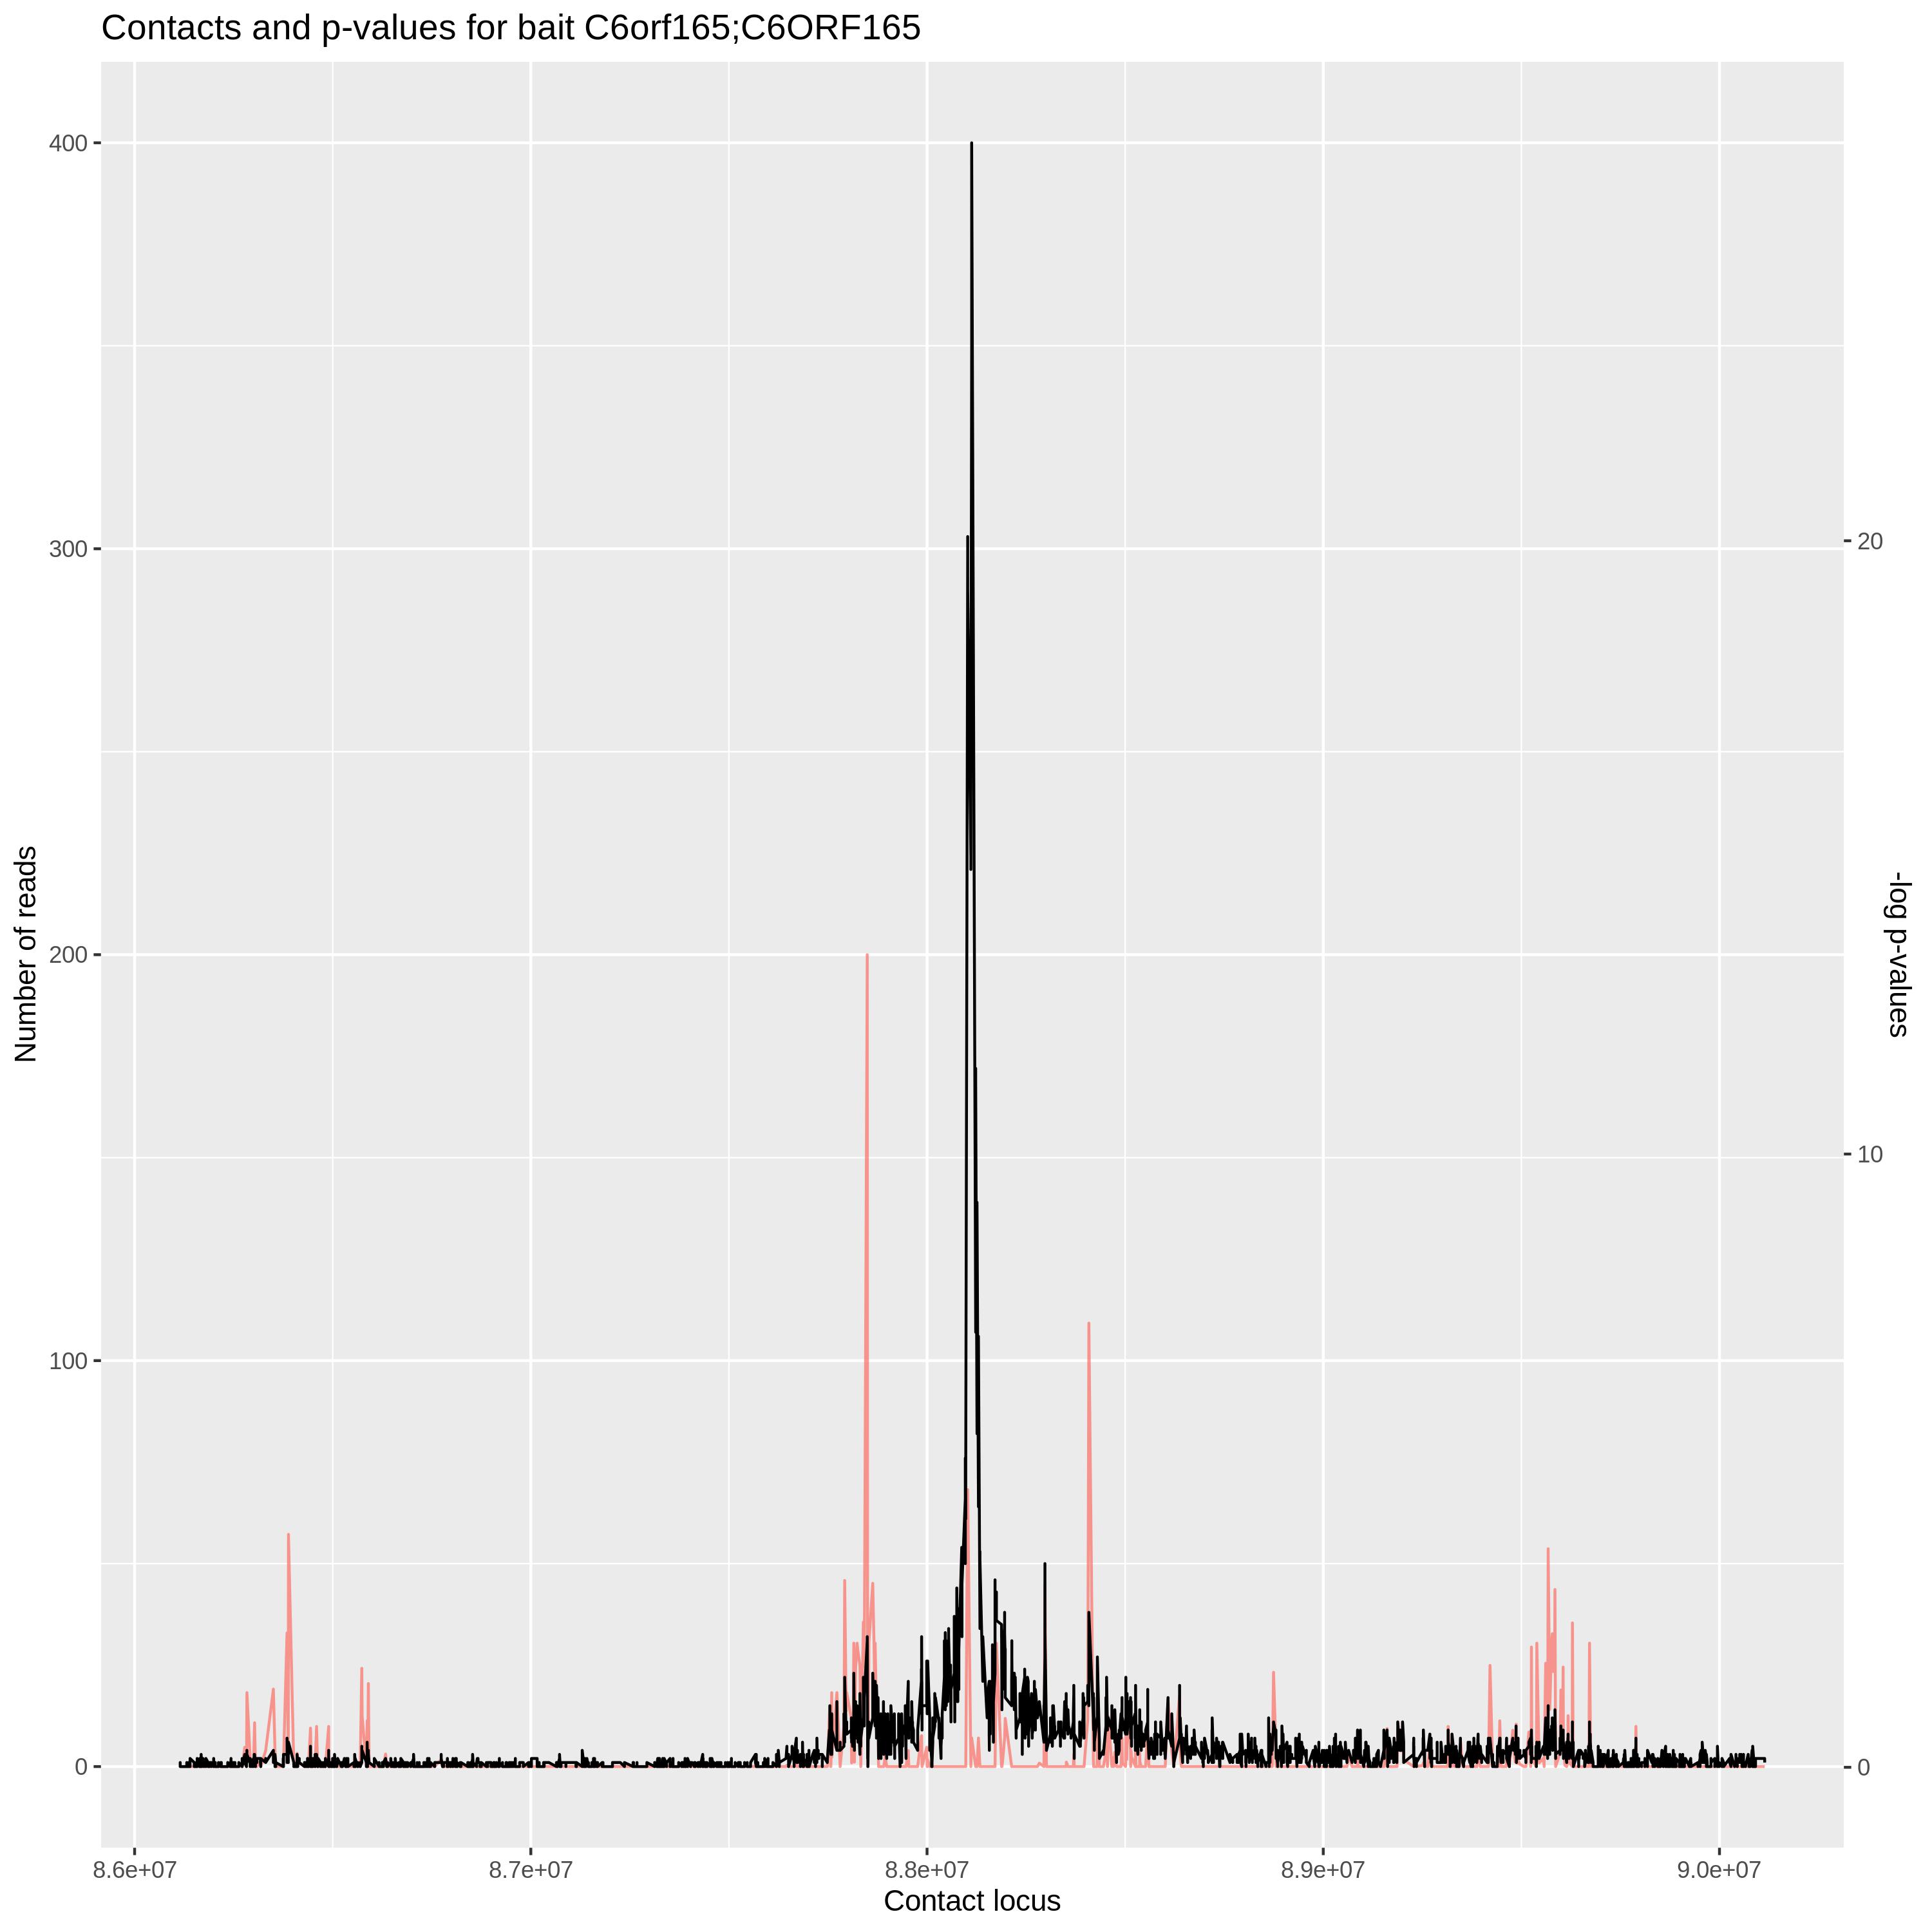 Contacts and p-values for bait C6orf165;C6ORF165
400
300
200
100
0
Number of reads
20
10
0
-log p-values
8.6e+07 8.7e+07 8.8e+07 8.9e+07 9.0e+07
Contact locus